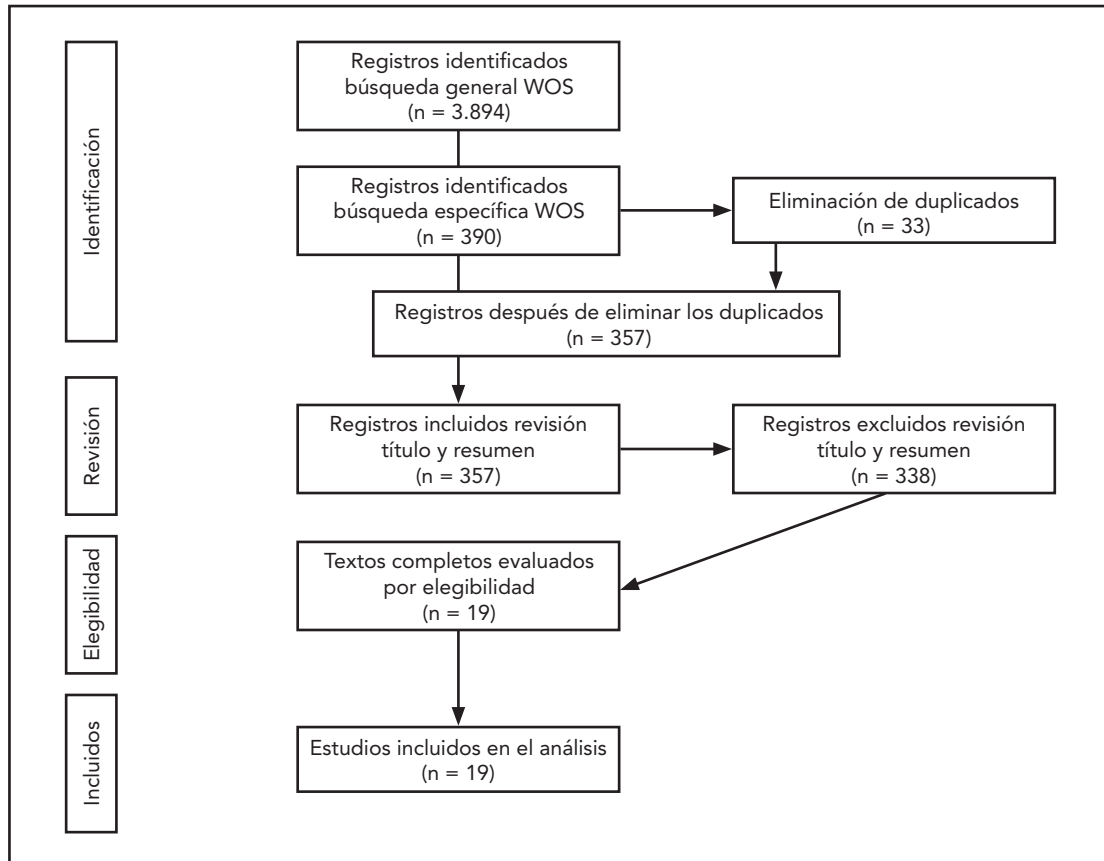 Identificación
Registros identificados
búsqueda general WOS
(n = 3.894)
Registros identificados
búsqueda específica WOS
(n = 390)
Eliminación de duplicados
(n = 33)
Registros después de eliminar los duplicados
(n = 357)
Revisión
Registros incluidos revisión
título y resumen
(n = 357)
Registros excluidos revisión
título y resumen
(n = 338)
Elegibilidad
Textos completos evaluados
por elegibilidad
(n = 19)
Incluidos
Estudios incluidos en el análisis
(n = 19)